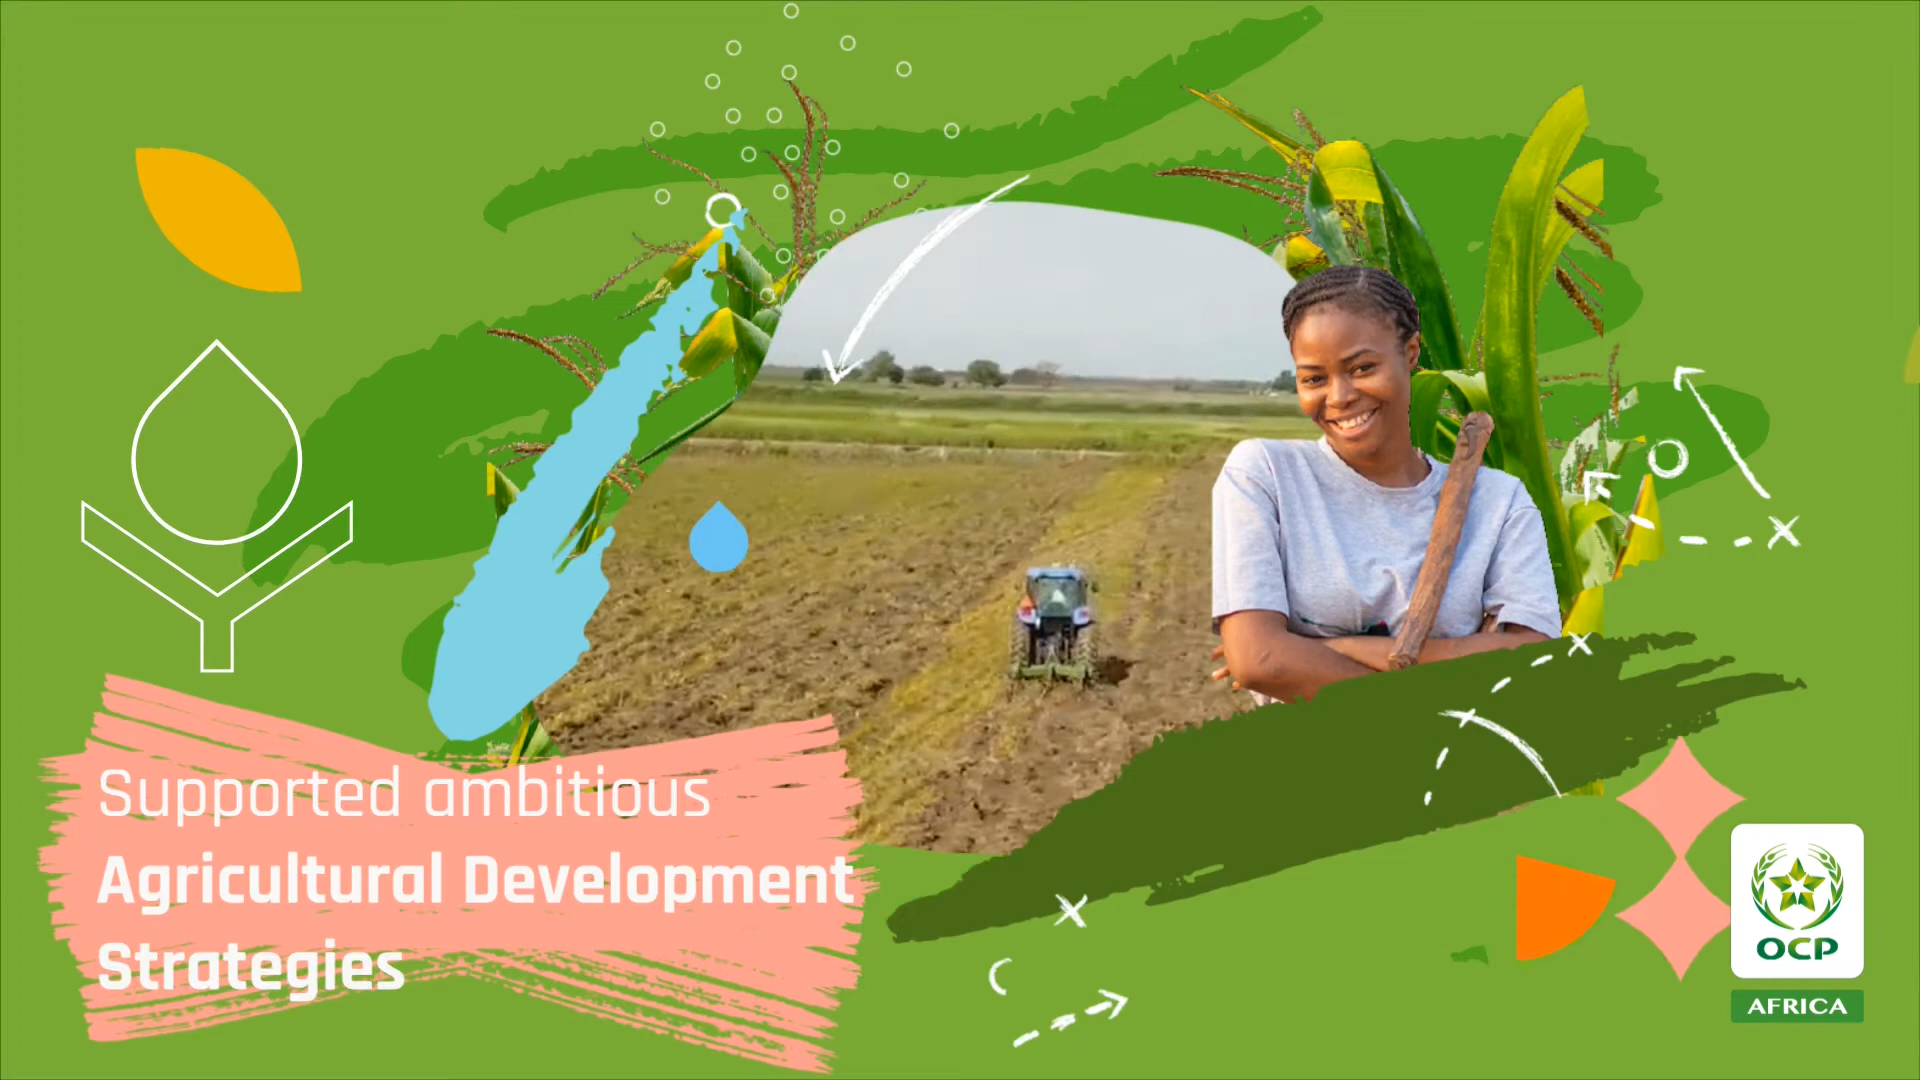 Supported ambitious
Agricultural Development
Strategies
OCP
AFRICA